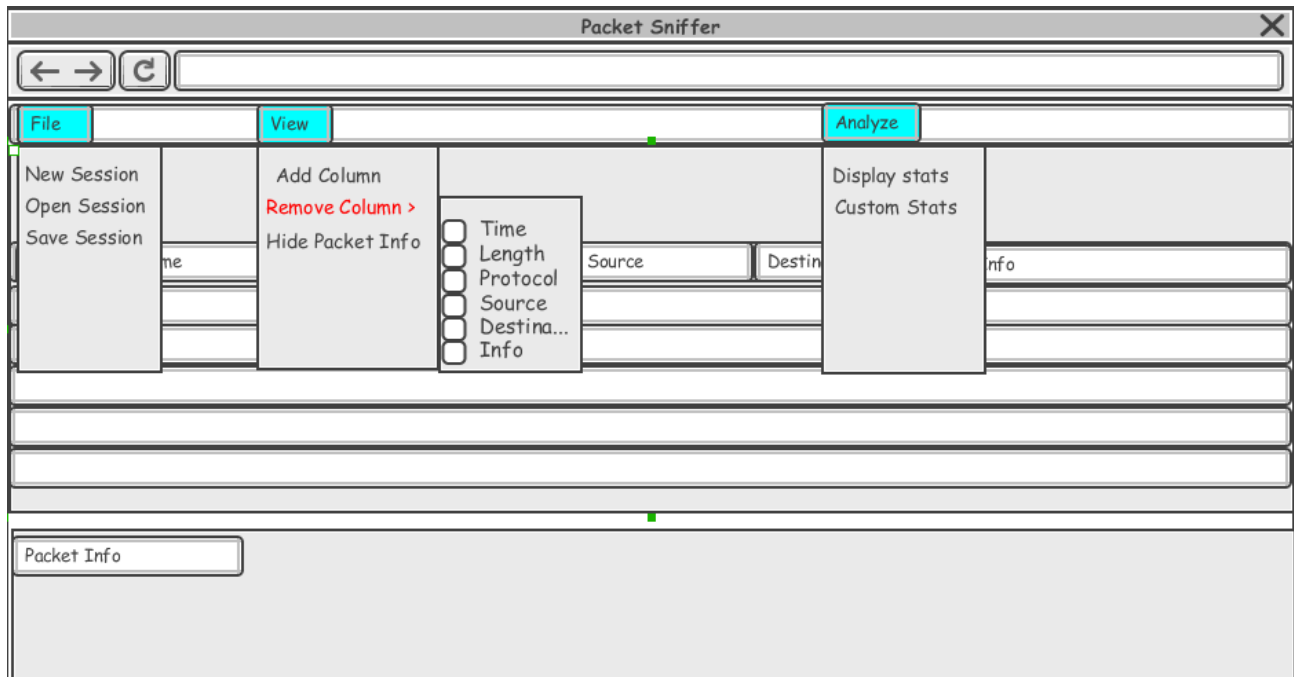 Packet Sniffer
File View Analyze
New Session
Open Session
Save Session
Add Column
Remove Column >
Hide Packet Info
Time
Length
Protocol
Source
Destina...
Info
Display stats
Custom Stats
me Source Destin nfo
Packet Info